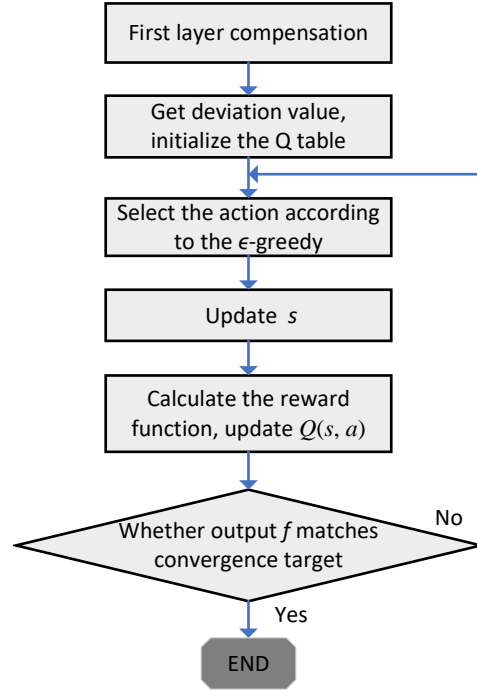 First layer compensation
Get deviation value,
initialize the Q table
Select the action according
to the ϵ-greedy
Update s
Calculate the reward
function, update Q(s, a)
Whether output f matches
convergence target
No
Yes
END